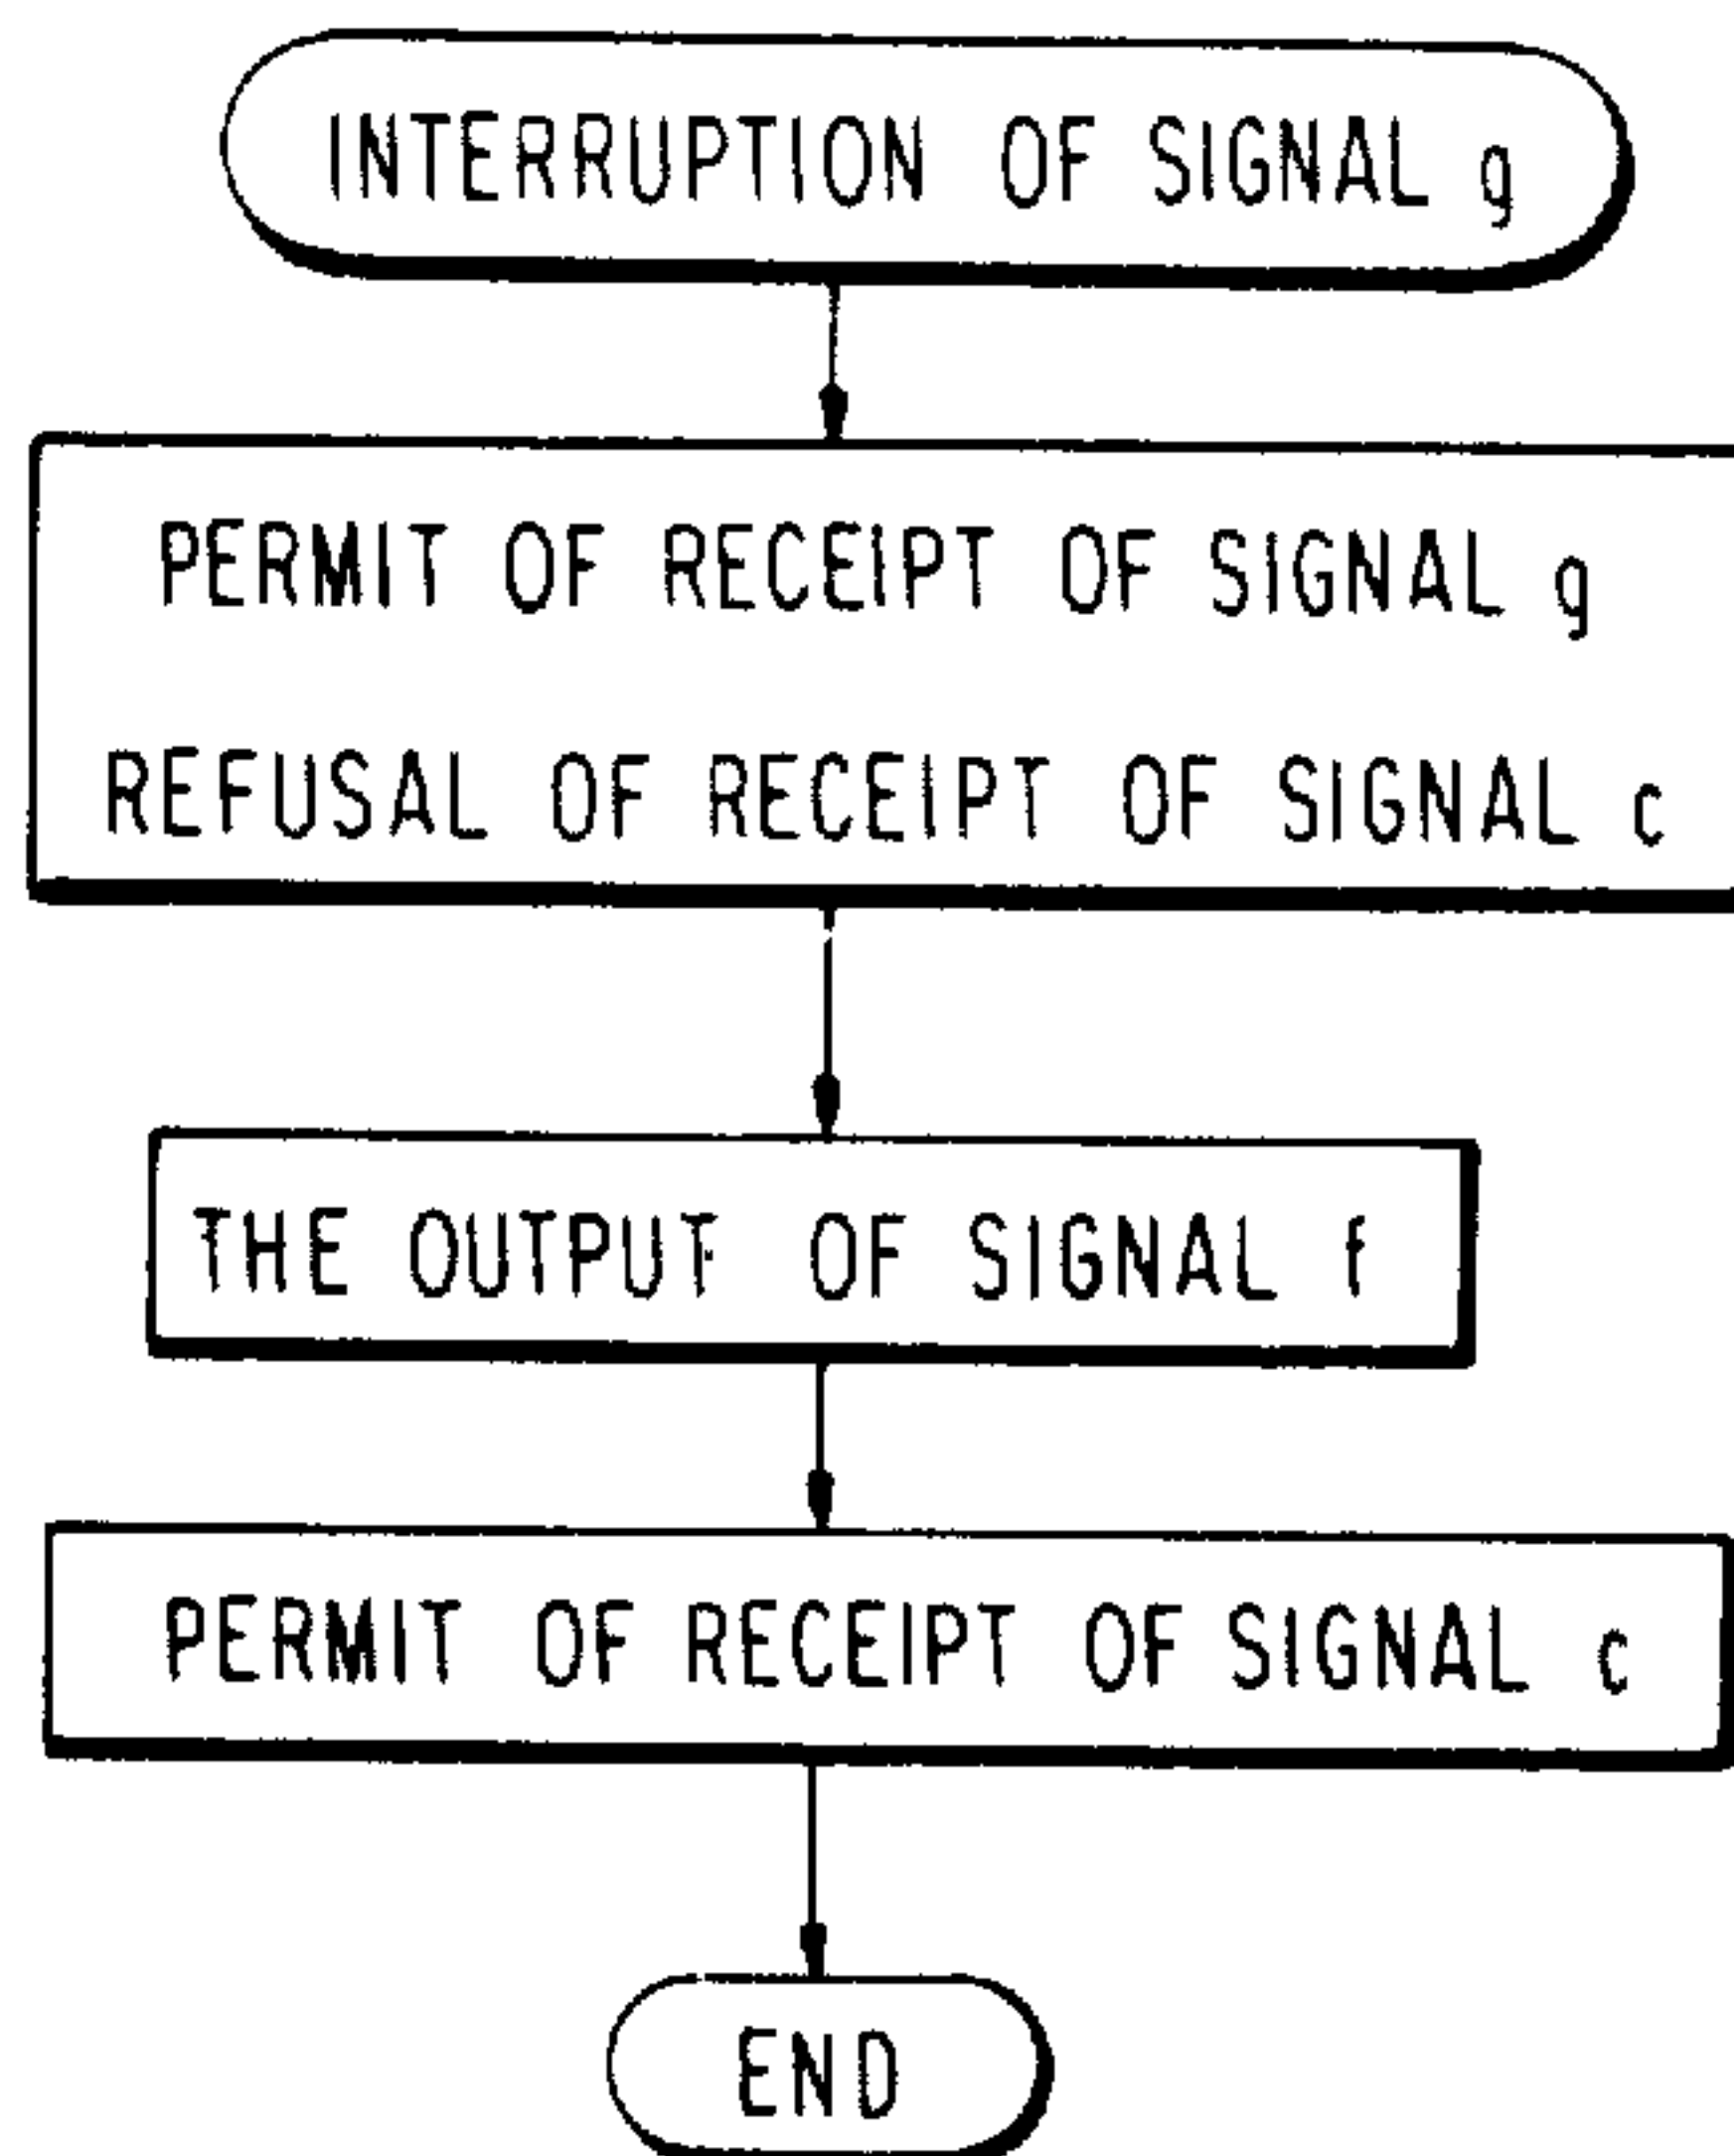 INTERRUPTION OF SIGNAL g
PERMIT OF RECEIPT OF SIGNAL g
REFUSAL OF RECEIPT OF SIGNAL c
THE OUTPUT OF SIGNAL f
PERMIT OF RECEIPT OF SIGNAL c
END